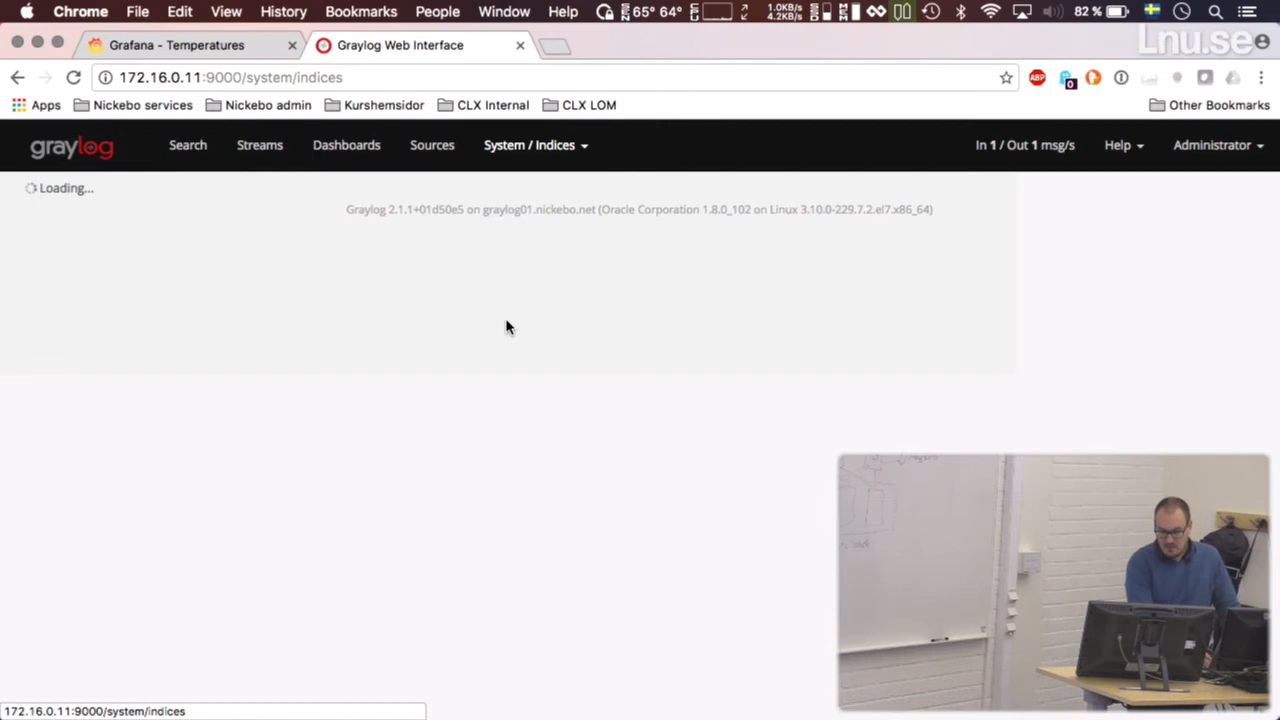 Chrome File Edit View History Bookmarks People Window Help 65° 64° 1.0KB/s 4.2KB/s 82 %
Grafana - Temperatures Graylog Web Interface Lnu.se
172.16.0.11:9000/system/indices ABP 0
Apps Nickebo services Nickebo admin Kurshemsidor CLX Internal CLX LOM Other Bookmarks
graylog Search Streams Dashboards Sources System / Indices In 1 / Out 1 msg/s Help Administrator
Loading...
Graylog 2.1.1+01d50e5 on graylog01.nickebo.net (Oracle Corporation 1.8.0_102 on Linux 3.10.0-229.7.2.el7.x86_64)
172.16.0.11:9000/system/indices